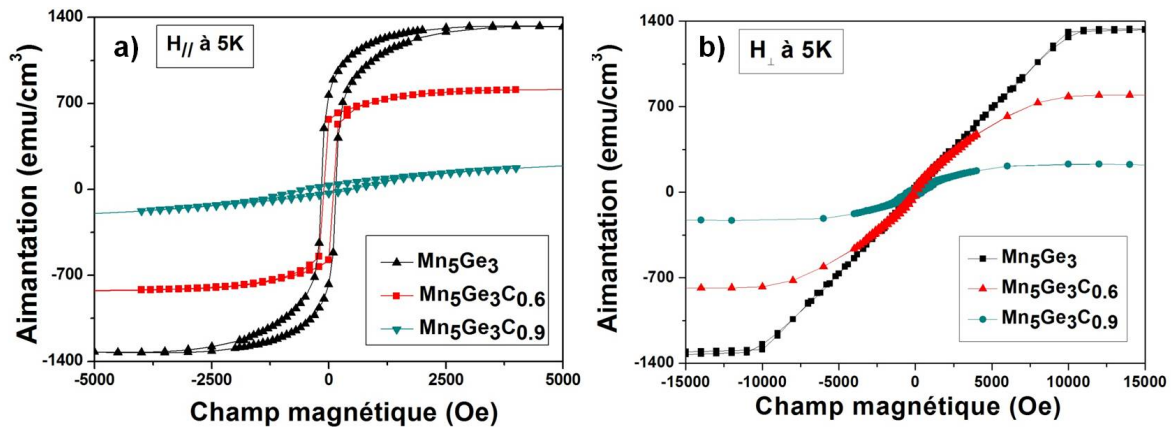 a)
H// à 5K
Aimantation (emu/cm3)
1400
700
0
-700
-1400
Mn5Ge3
Mn5Ge3C0.6
Mn5Ge3C0.9
-5000 -2500 0 2500 5000
Champ magnétique (Oe)
b)
H⊥ à 5K
Aimantation (emu/cm3)
1400
700
0
-700
-1400
Mn5Ge3
Mn5Ge3C0.6
Mn5Ge3C0.9
-15000 -10000 -5000 0 5000 10000 15000
Champ magnétique (Oe)